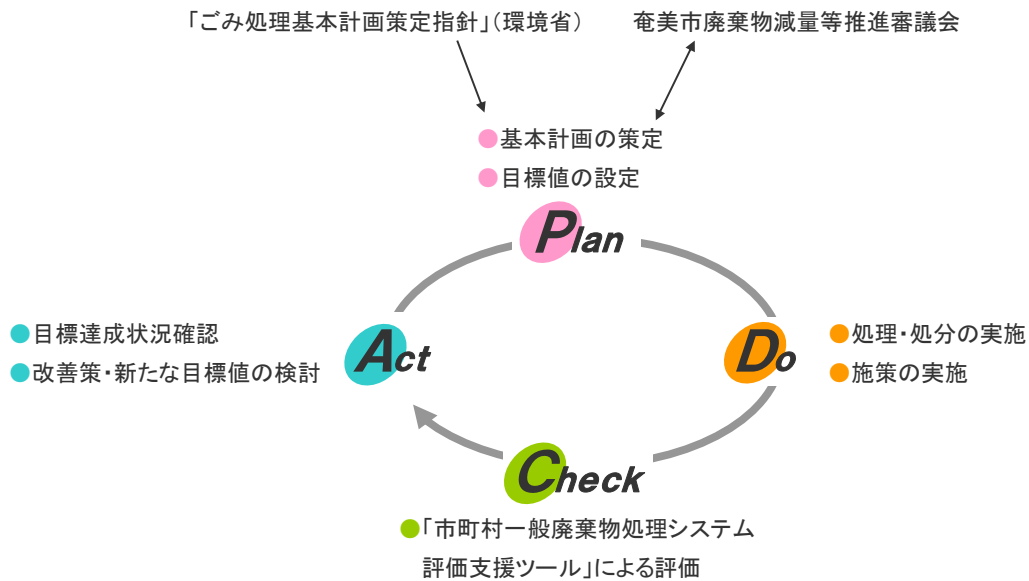 「ごみ処理基本計画策定指針」（環境省）
奄美市廃棄物減量等推進審議会
●基本計画の策定
●目標値の設定
Plan
●目標達成状況確認
●改善策・新たな目標値の検討
Act
Do
●処理・処分の実施
●施策の実施
Check
●「市町村一般廃棄物処理システム
評価支援ツール」による評価